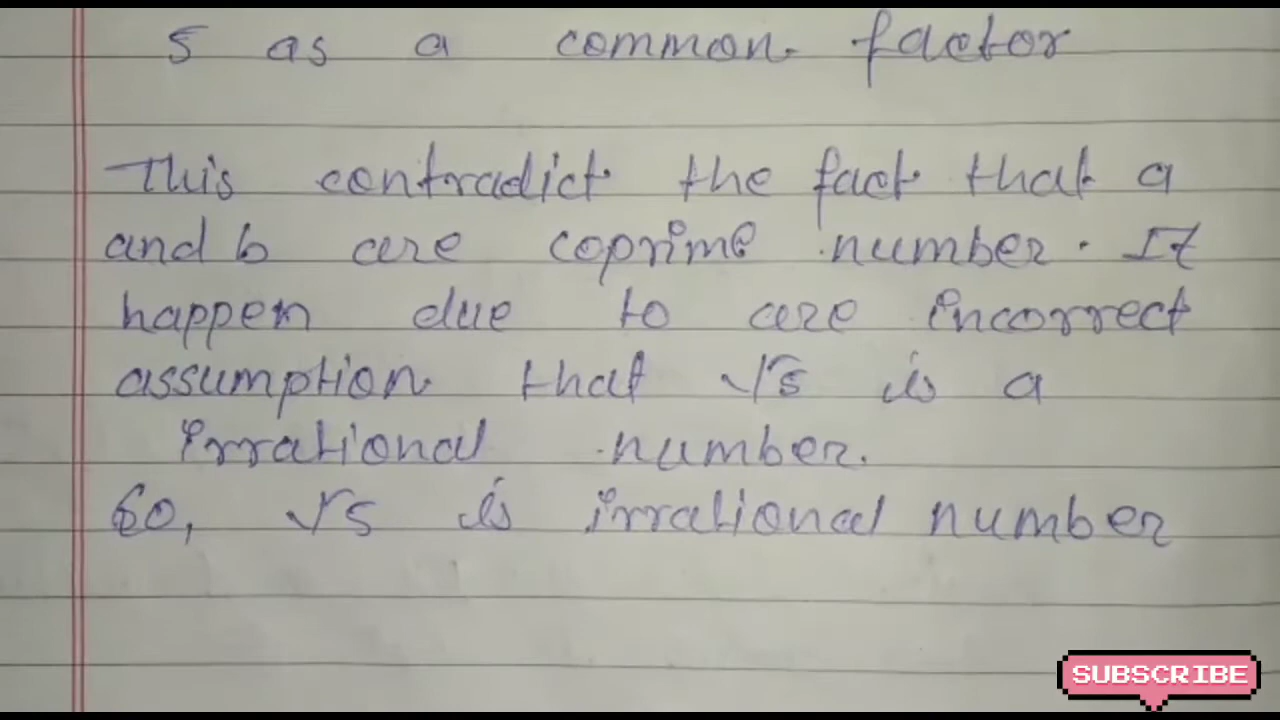 5 as a common factor
This contradict the fact that a
and b are coprime number. It
happen due to are incorrect
assumption that √5 is a
irrational number.
So, √5 is irrational number
SUBSCRIBE